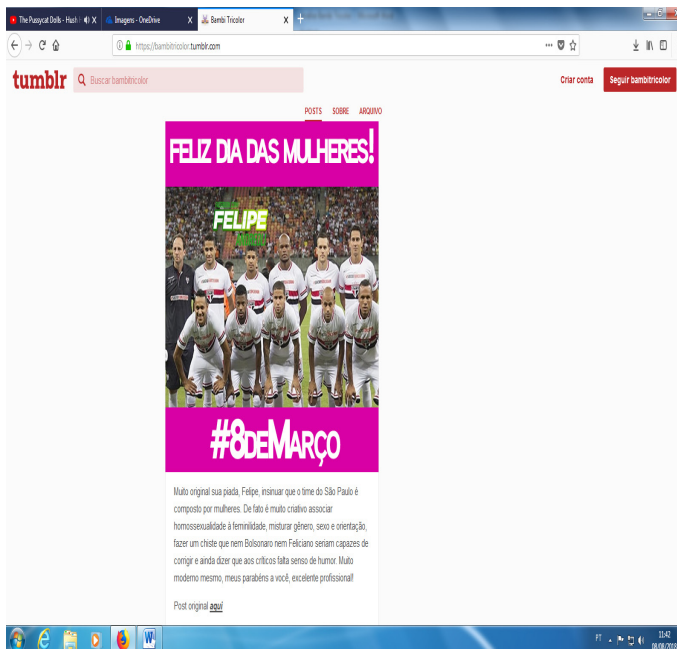 The Pussycat Dolls - Hush H
Imagens - OneDrive
Bambi Tricolor
https://bambitricolor.tumblr.com
tumblr
Buscar bambitricolor
Criar conta
Seguir bambitricolor
POSTS SOBRE ARQUIVO
FELIZ DIA DAS MULHERES!
FELIPE
#8DEMARÇO
Muito original sua piada, Felipe, insinuar que o time do São Paulo é
composto por mulheres. De fato é muito criativo associar
homossexualidade à feminilidade, misturar gênero, sexo e orientação,
fazer um chiste que nem Bolsonaro nem Feliciano seriam capazes de
corrigir e ainda dizer que aos críticos falta senso de humor. Muito
moderno mesmo, meus parabéns a você, excelente profissional!
Post original aqui
PT
11:42
08/08/2018